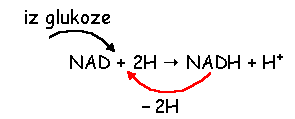 iz glukoze
NAD + 2H → NADH + H⁺
– 2H